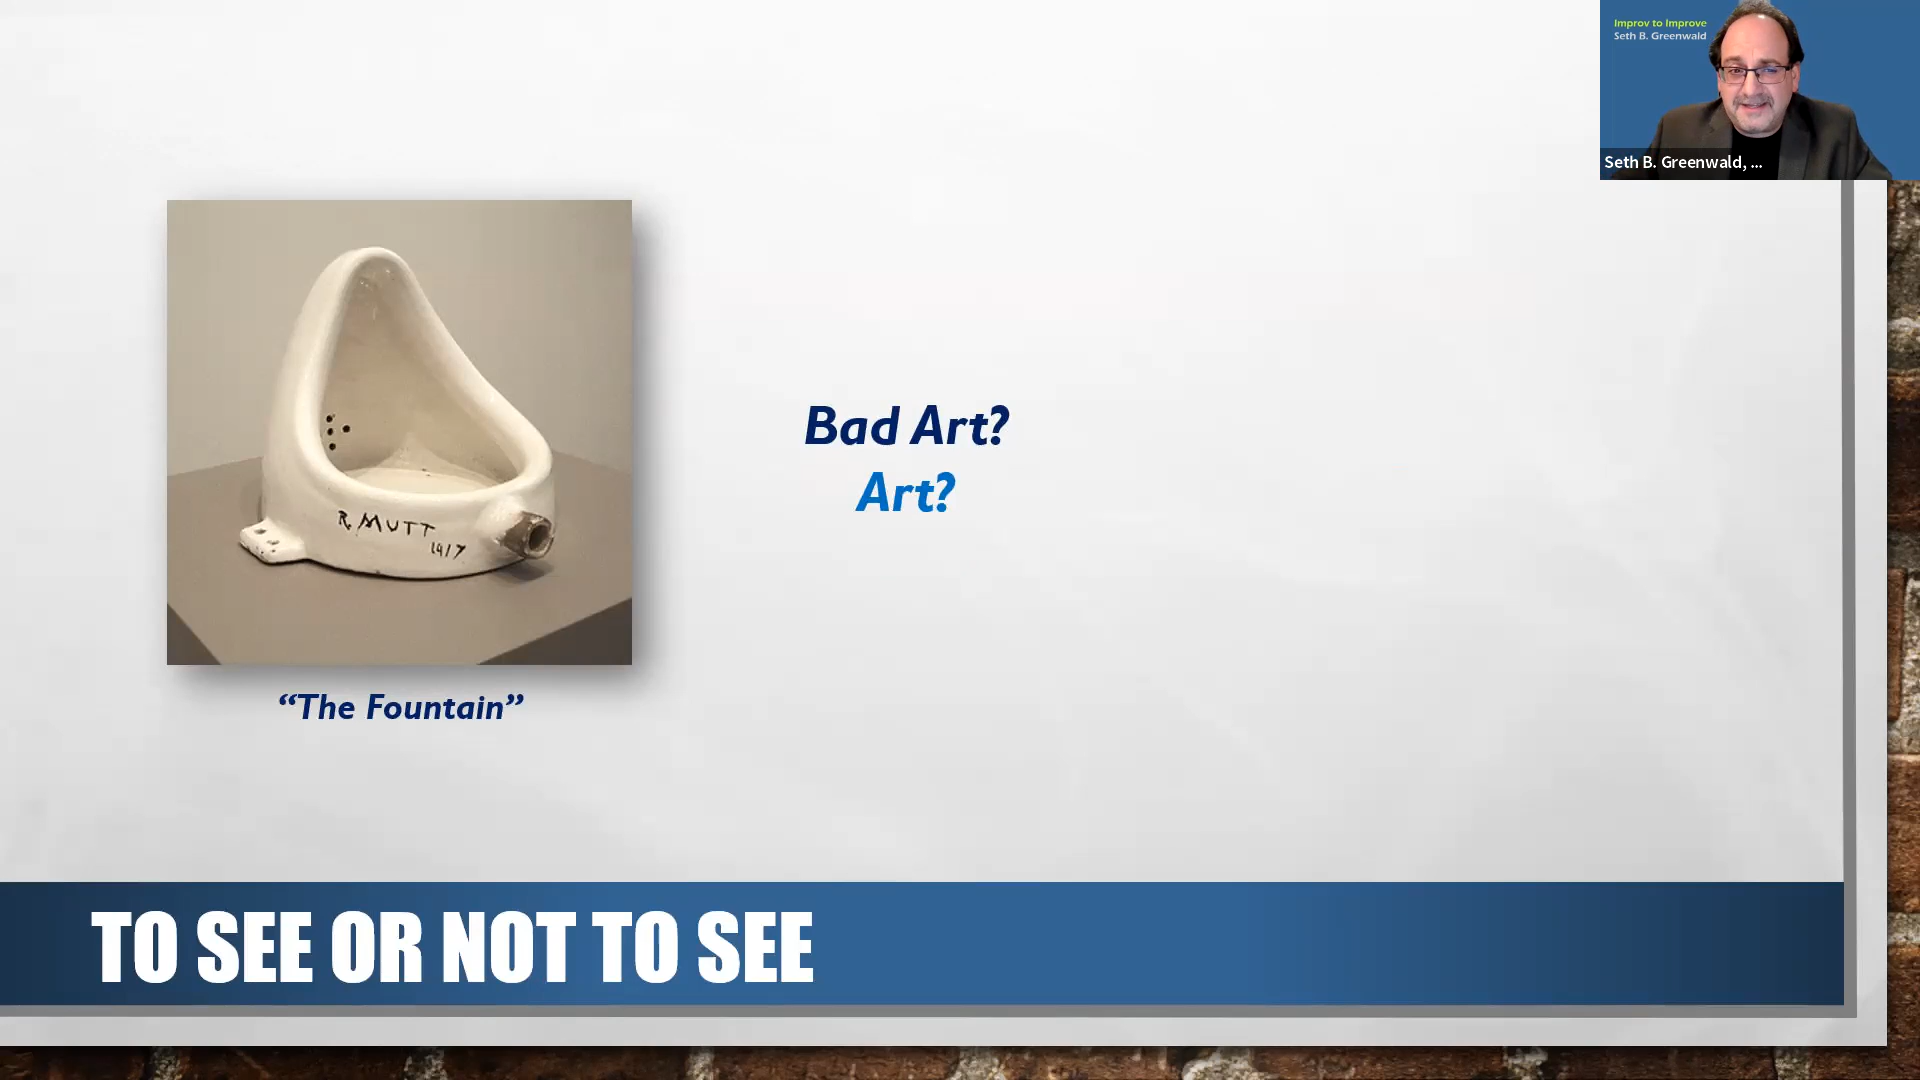 Improv to Improve
Seth B. Greenwald
Seth B. Greenwald, ...
R. MUTT
1917
Bad Art?
Art?
“The Fountain”
TO SEE OR NOT TO SEE